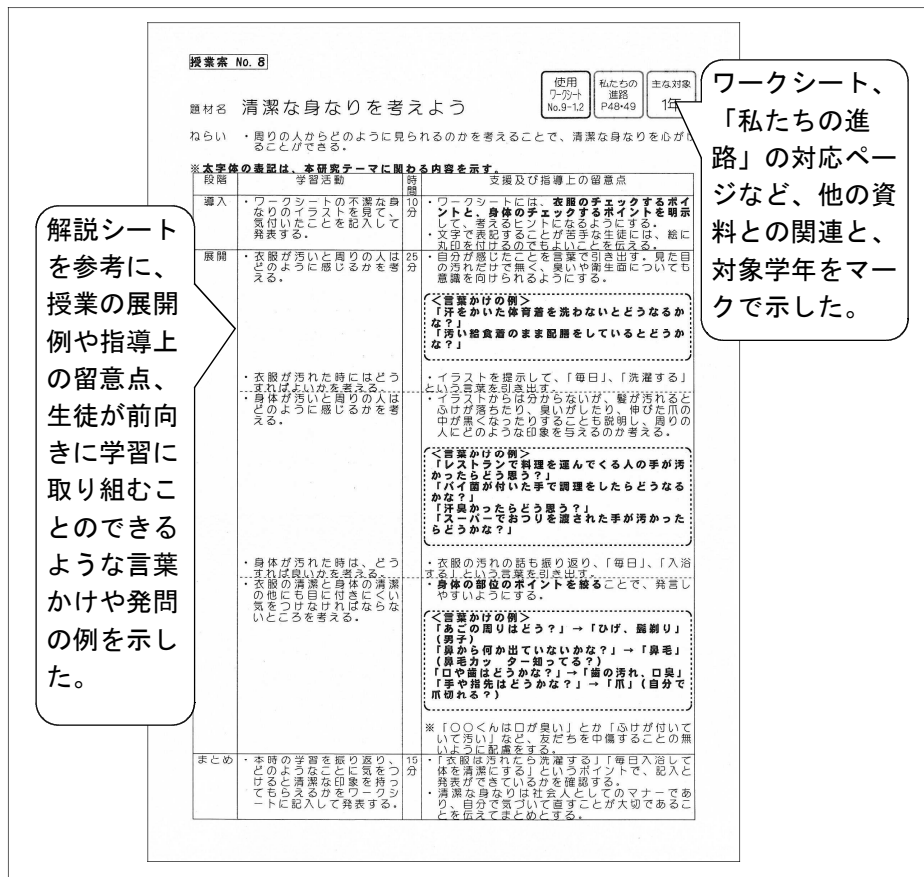 授業案 No.8
使用
ワークシート
No.9-1,2
私たちの
進路
P48・49
主な対象
1年
題材名 清潔な身なりを考えよう
ねらい ・周りの人からどのように見られるのかを考えることで、清潔な身なりを心が
ることができる。
※太字体の表記は、本研究テーマに関わる内容を示す。
段階
学習活動
時
間
支援及び指導上の留意点
導入
・ワークシートの不潔な身
なりのイラストを見て、
気付いたことを記入して
発表する。
10
分
・ワークシートには、衣服のチェックするポイ
ントと、身体のチェックするポイントを明示
して、考えるヒントになるようにする。
・文字で表記することが苦手な生徒には、絵に
丸印を付けるのでもよいことを伝える。
展開
・衣服が汚いと周りの人は
どのように感じるかを考
える。
25
分
・自分が感じたことを言葉で引き出す。見た目
の汚れだけで無く、臭いや衛生面についても
意識を向けられるようにする。
<言葉かけの例>
「汗をかいた体育着を洗わないとどうなるか
な？」
「汚い給食着のまま配膳をしているとどうか
な？」
・衣服が汚れた時にはどう
すればよいかを考える。
・イラストを提示して、「毎日」、「洗濯する」
という言葉を引き出す。
・身体が汚いと周りの人は
どのように感じるかを考
える。
・イラストからは分からないが、髪が汚れると
ふけが落ちたり、臭いがしたり、伸びた爪の
中が黒くなったりすることも説明し、周りの
人にどのような印象を与えるのか考える。
<言葉かけの例>
「レストランで料理を運んでくる人の手が汚
かったらどう思う？」
「バイ菌が付いた手で調理をしたらどうなる
かな？」
「汗臭かったらどう思う？」
「スーパーでおつりを渡された手が汚かった
らどうかな？」
・身体が汚れた時は、どう
すれば良いかを考える。
・衣服の汚れの話も振り返り、「毎日」、「入浴
する」という言葉を引き出す。
・衣服の清潔と身体の清潔
の他にも目に付きにくい
気をつけなければならな
いところを考える。
・身体の部位のポイントを絞ることで、発言し
やすいようにする。
<言葉かけの例>
「あごの周りはどう？」→「ひげ、髭剃り」
(男子)
「鼻から何か出ていないかな？」→「鼻毛」
(鼻毛カッ ター知ってる？)
「口や歯はどうかな？」→「歯の汚れ、口臭」
「手や指先はどうかな？」→「爪」(自分で
爪切れる？)
※「〇〇くんは口が臭い」とか「ふけが付いて
いて汚い」など、友だちを中傷することの無
いように配慮をする。
まとめ
・本時の学習を振り返り、
どのようなことに気をつ
けると清潔な印象を持っ
てもらえるかをワークシ
ートに記入して発表する。
15
分
・「衣服は汚れたら洗濯する」「毎日入浴して
体を清潔にする」というポイントで、記入と
発表ができているかを確認する。
・清潔な身なりは社会人としてのマナーであ
り、自分で気づいて直すことが大切であるこ
とを伝えてまとめとする。
解説シート
を参考に、
授業の展開
例や指導上
の留意点、
生徒が前向
きに学習に
取り組むこ
とのできる
ような言葉
かけや発問
の例を示し
た。
ワークシート、
「私たちの進
路」の対応ペー
ジなど、他の資
料との関連と、
対象学年をマー
クで示した。